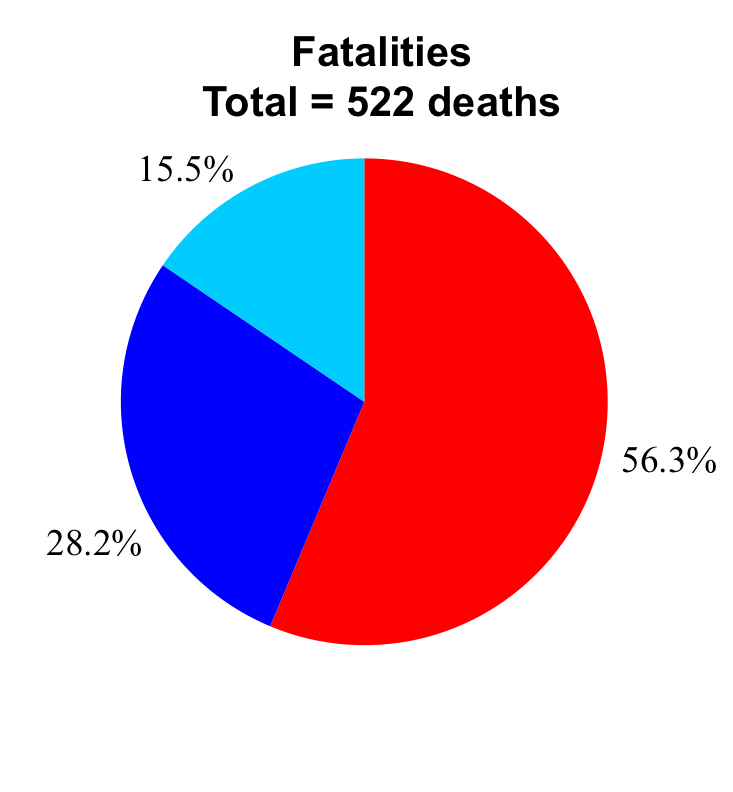 Fatalities
Total = 522 deaths
15.5%
56.3%
28.2%